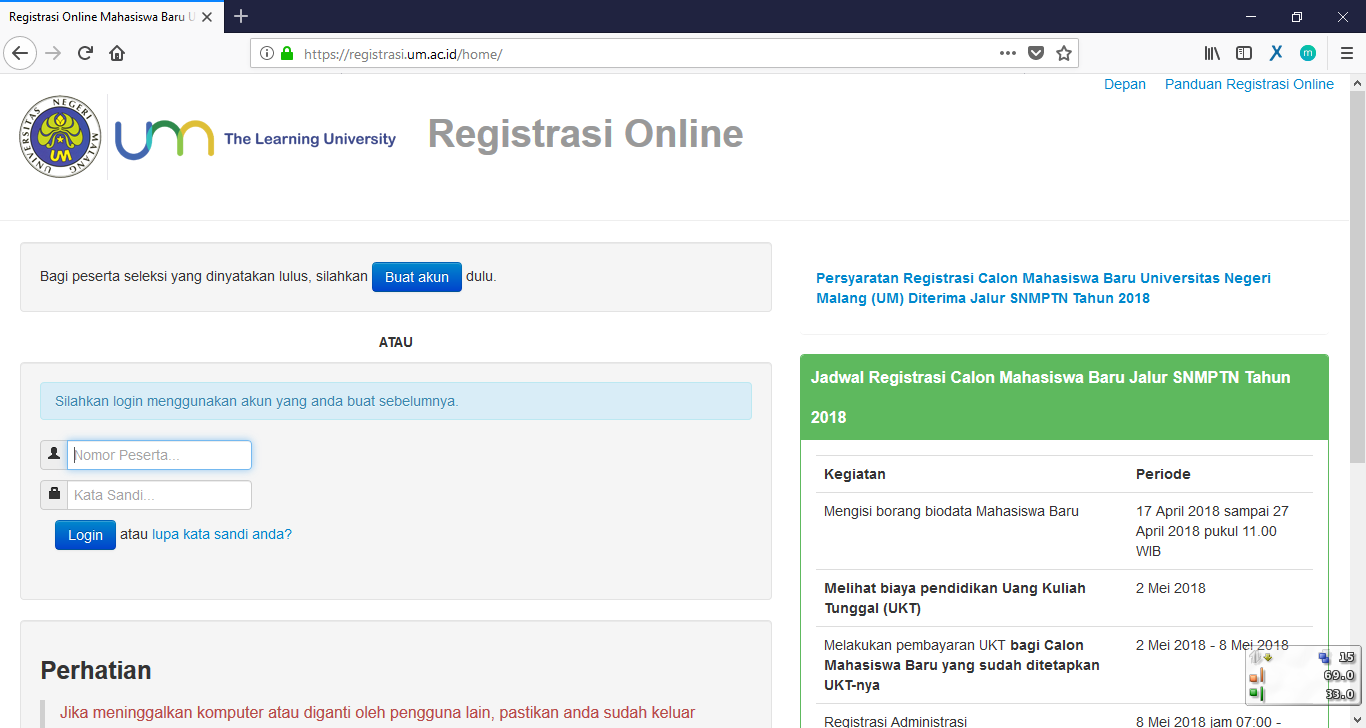 Registrasi Online Mahasiswa Baru U
https://registrasi.um.ac.id/home/
m
Depan Panduan Registrasi Online
UNIVERSITAS NEGERI MALANG
UM
um The Learning University
Registrasi Online
Bagi peserta seleksi yang dinyatakan lulus, silahkan Buat akun dulu.
ATAU
Silahkan login menggunakan akun yang anda buat sebelumnya.
Nomor Peserta...
Kata Sandi...
Login atau lupa kata sandi anda?
Perhatian
Jika meninggalkan komputer atau diganti oleh pengguna lain, pastikan anda sudah keluar
Persyaratan Registrasi Calon Mahasiswa Baru Universitas Negeri
Malang (UM) Diterima Jalur SNMPTN Tahun 2018
Jadwal Registrasi Calon Mahasiswa Baru Jalur SNMPTN Tahun
2018
Kegiatan Periode
Mengisi borang biodata Mahasiswa Baru 17 April 2018 sampai 27
April 2018 pukul 11.00
WIB
Melihat biaya pendidikan Uang Kuliah 2 Mei 2018
Tunggal (UKT)
Melakukan pembayaran UKT bagi Calon 2 Mei 2018 - 8 Mei 2018
Mahasiswa Baru yang sudah ditetapkan
UKT-nya
Registrasi Administrasi 8 Mei 2018 jam 07:00 -
15
69.0
33.0